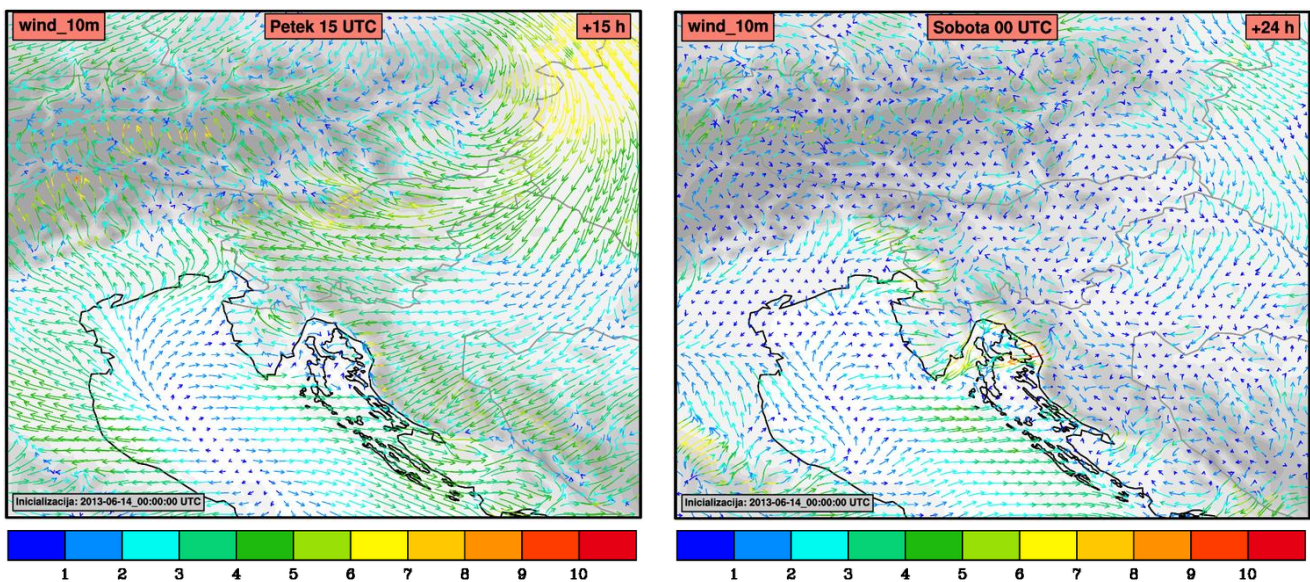 wind_10m Petek 15 UTC +15 h
Inicializacija: 2013-06-14_00:00:00 UTC
1 2 3 4 5 6 7 8 9 10
wind_10m Sobota 00 UTC +24 h
Inicializacija: 2013-06-14_00:00:00 UTC
1 2 3 4 5 6 7 8 9 10